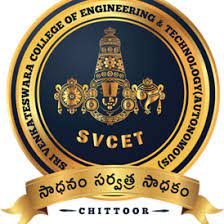 SRI VENKATESWARA COLLEGE OF ENGINEERING & TECHNOLOGY(AUTONOMOUS)
SVCET
సాధనం సర్వత్ర సాధకం
CHITTOOR